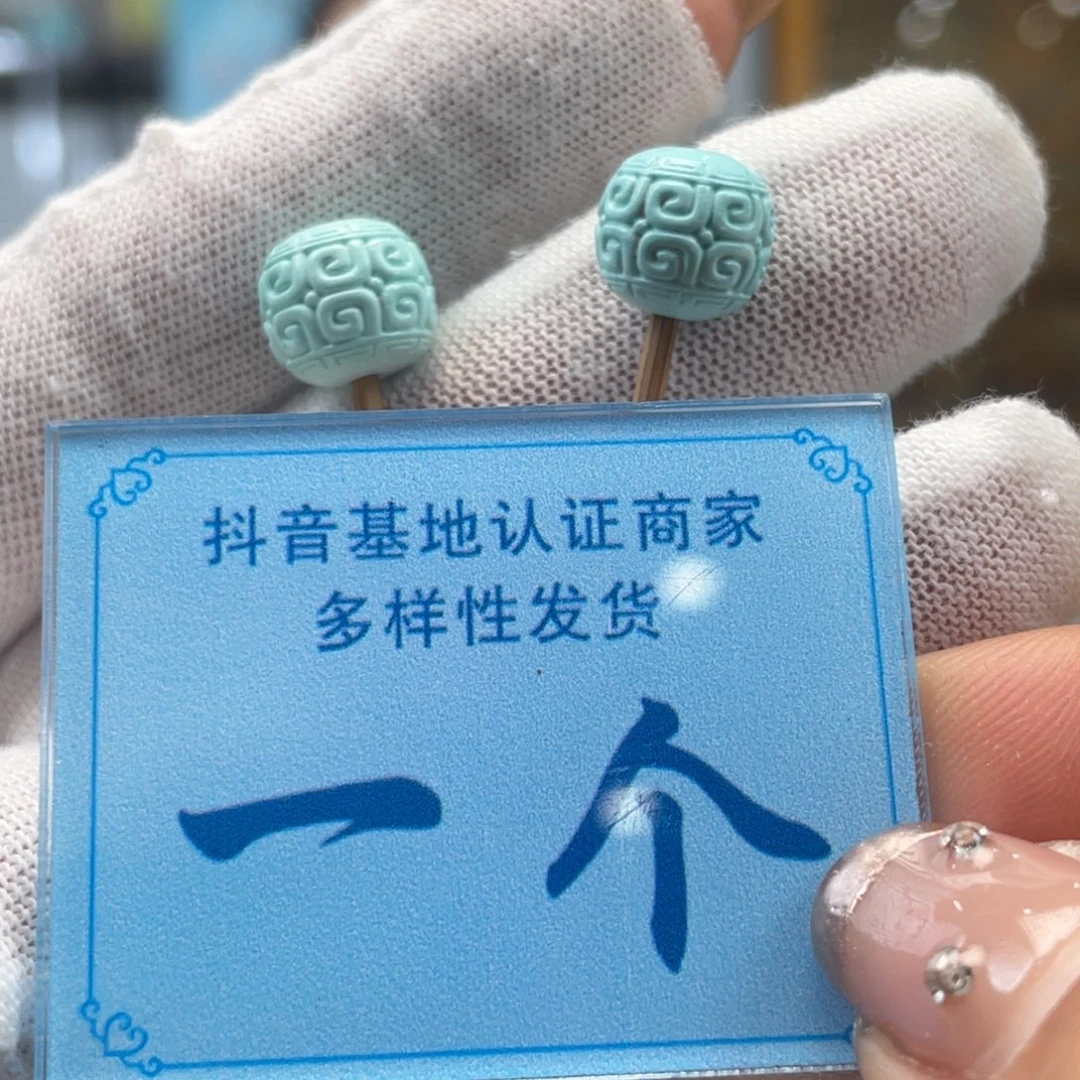 抖音基地认证商家
多样性发货
一个